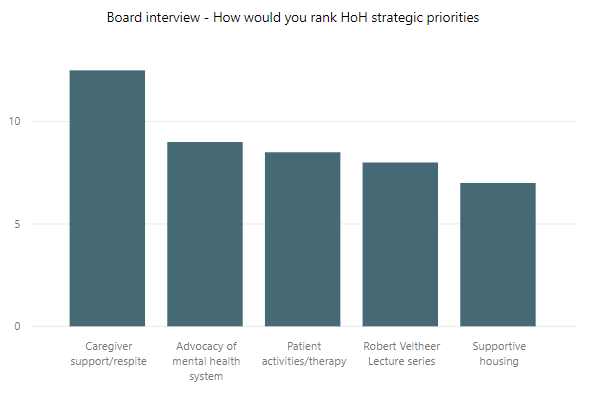 Board interview - How would you rank HoH strategic priorities
10
5
0
Caregiver
support/respite
Advocacy of
mental health
system
Patient
activities/therapy
Robert Veltheer
Lecture series
Supportive
housing